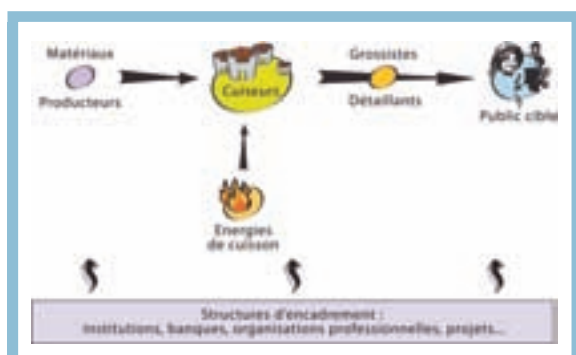 Matériaux
Producteurs
Cuiseurs
Grossistes
Détaillants
Public cible
Energies
de cuisson
Structures d'encadrement :
Institutions, banques, organisations professionnelles, projets...